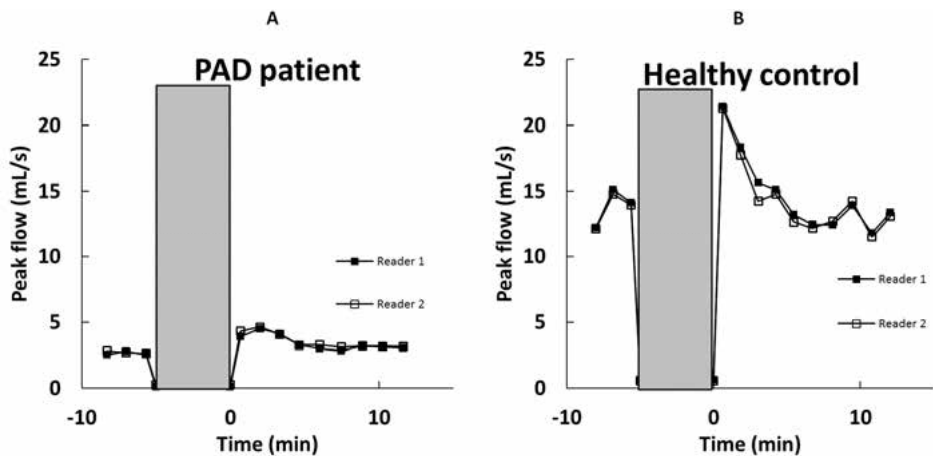 A
PAD patient
25
20
15
10
5
0
Peak flow (mL/s)
Reader 1
Reader 2
-10
0
10
Time (min)
B
Healthy control
25
20
15
10
5
0
Peak flow (mL/s)
Reader 1
Reader 2
-10
0
10
Time (min)